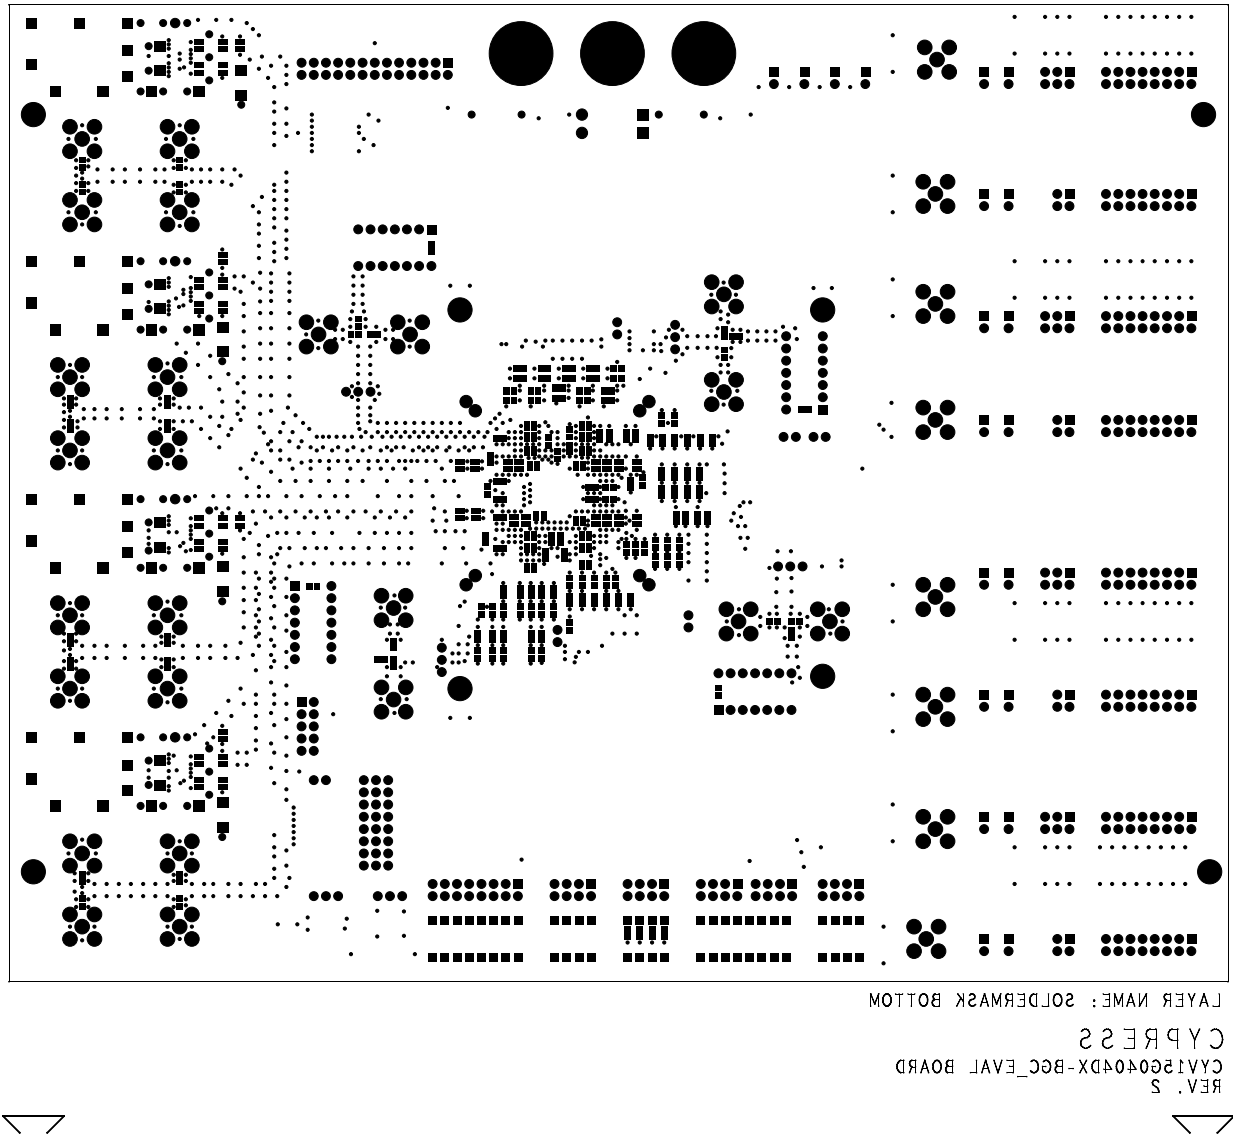 LAYER NAME: SOLDERMASK BOTTOM
CYPRESS
CYV15G0404DX-BGC_EVAL BOARD
REV. 2